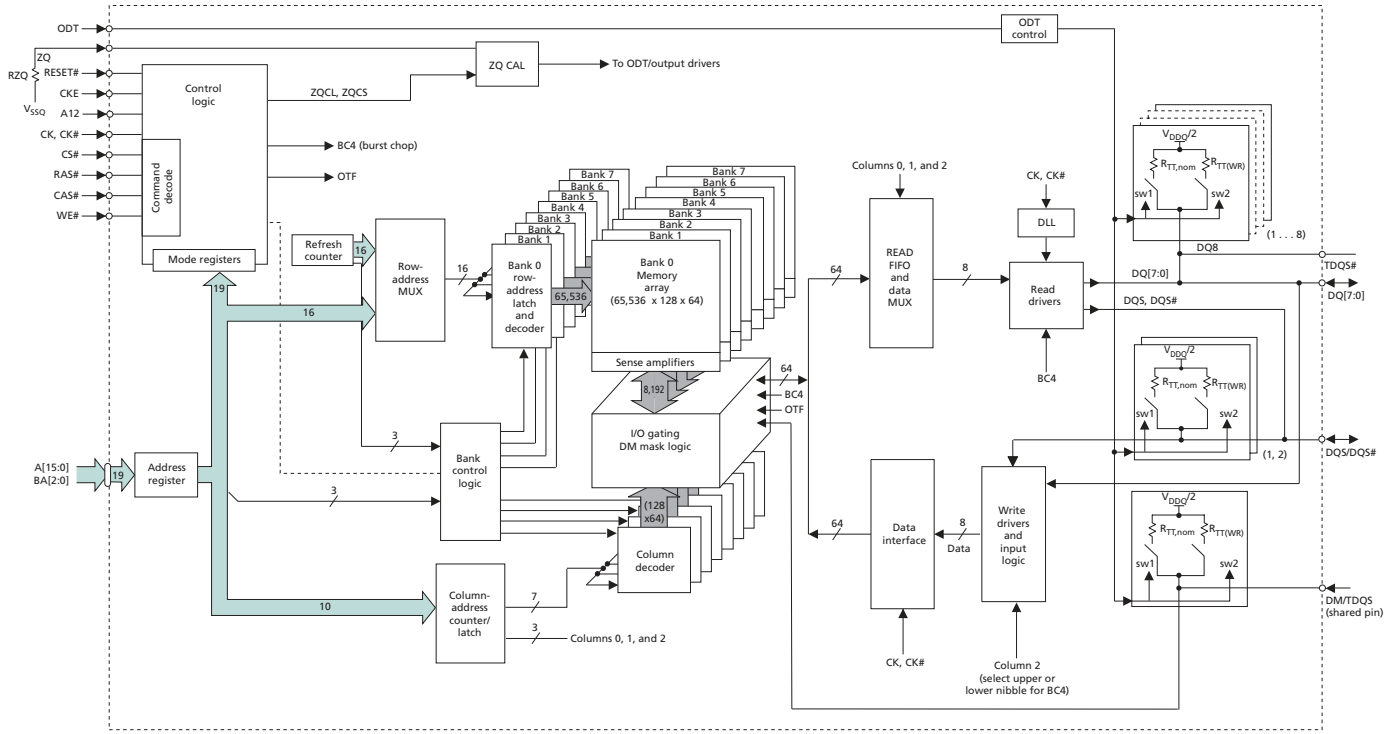 ODT
ODT
control
ZQ
RZQ
VSSQ
RESET#
CKE
A12
CK, CK#
CS#
RAS#
CAS#
WE#
Control
logic
Command
decode
Mode registers
ZQ CAL
To ODT/output drivers
ZQCL, ZQCS
BC4 (burst chop)
OTF
Refresh
counter
16
Row-
address
MUX
16
19
16
Bank 7
Bank 6
Bank 5
Bank 4
Bank 3
Bank 2
Bank 1
Bank 0
row-
address
latch
and
decoder
65,536
Bank 7
Bank 6
Bank 5
Bank 4
Bank 3
Bank 2
Bank 1
Bank 0
Memory
array
(65,536 x 128 x 64)
Sense amplifiers
8,192
I/O gating
DM mask logic
64
BC4
OTF
(128
x64)
Column
decoder
3
Bank
control
logic
3
A[15:0]
BA[2:0]
19
Address
register
10
Column-
address
counter/
latch
7
3
Columns 0, 1, and 2
Columns 0, 1, and 2
64
READ
FIFO
and
data
MUX
8
CK, CK#
DLL
Read
drivers
BC4
DQ8
DQ[7:0]
DQS, DQS#
64
Data
interface
8
Data
Write
drivers
and
input
logic
CK, CK#
Column 2
(select upper or
lower nibble for BC4)
VDDQ/2
RTT,nom
RTT(WR)
sw1
sw2
(1 . . . 8)
TDQS#
DQ[7:0]
VDDQ/2
RTT,nom
RTT(WR)
sw1
sw2
(1, 2)
DQS/DQS#
VDDQ/2
RTT,nom
RTT(WR)
sw1
sw2
DM/TDQS
(shared pin)